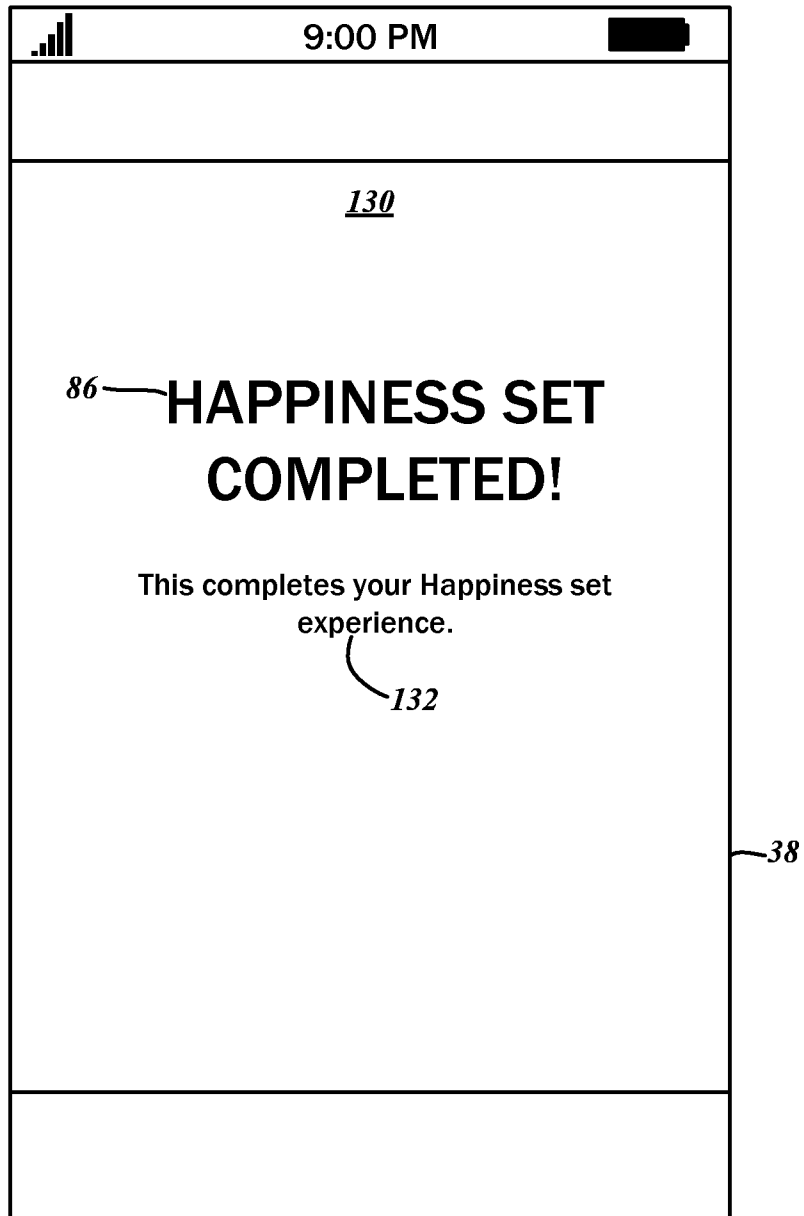 9:00 PM
130
86
HAPPINESS SET
COMPLETED!
This completes your Happiness set
experience.
132
38